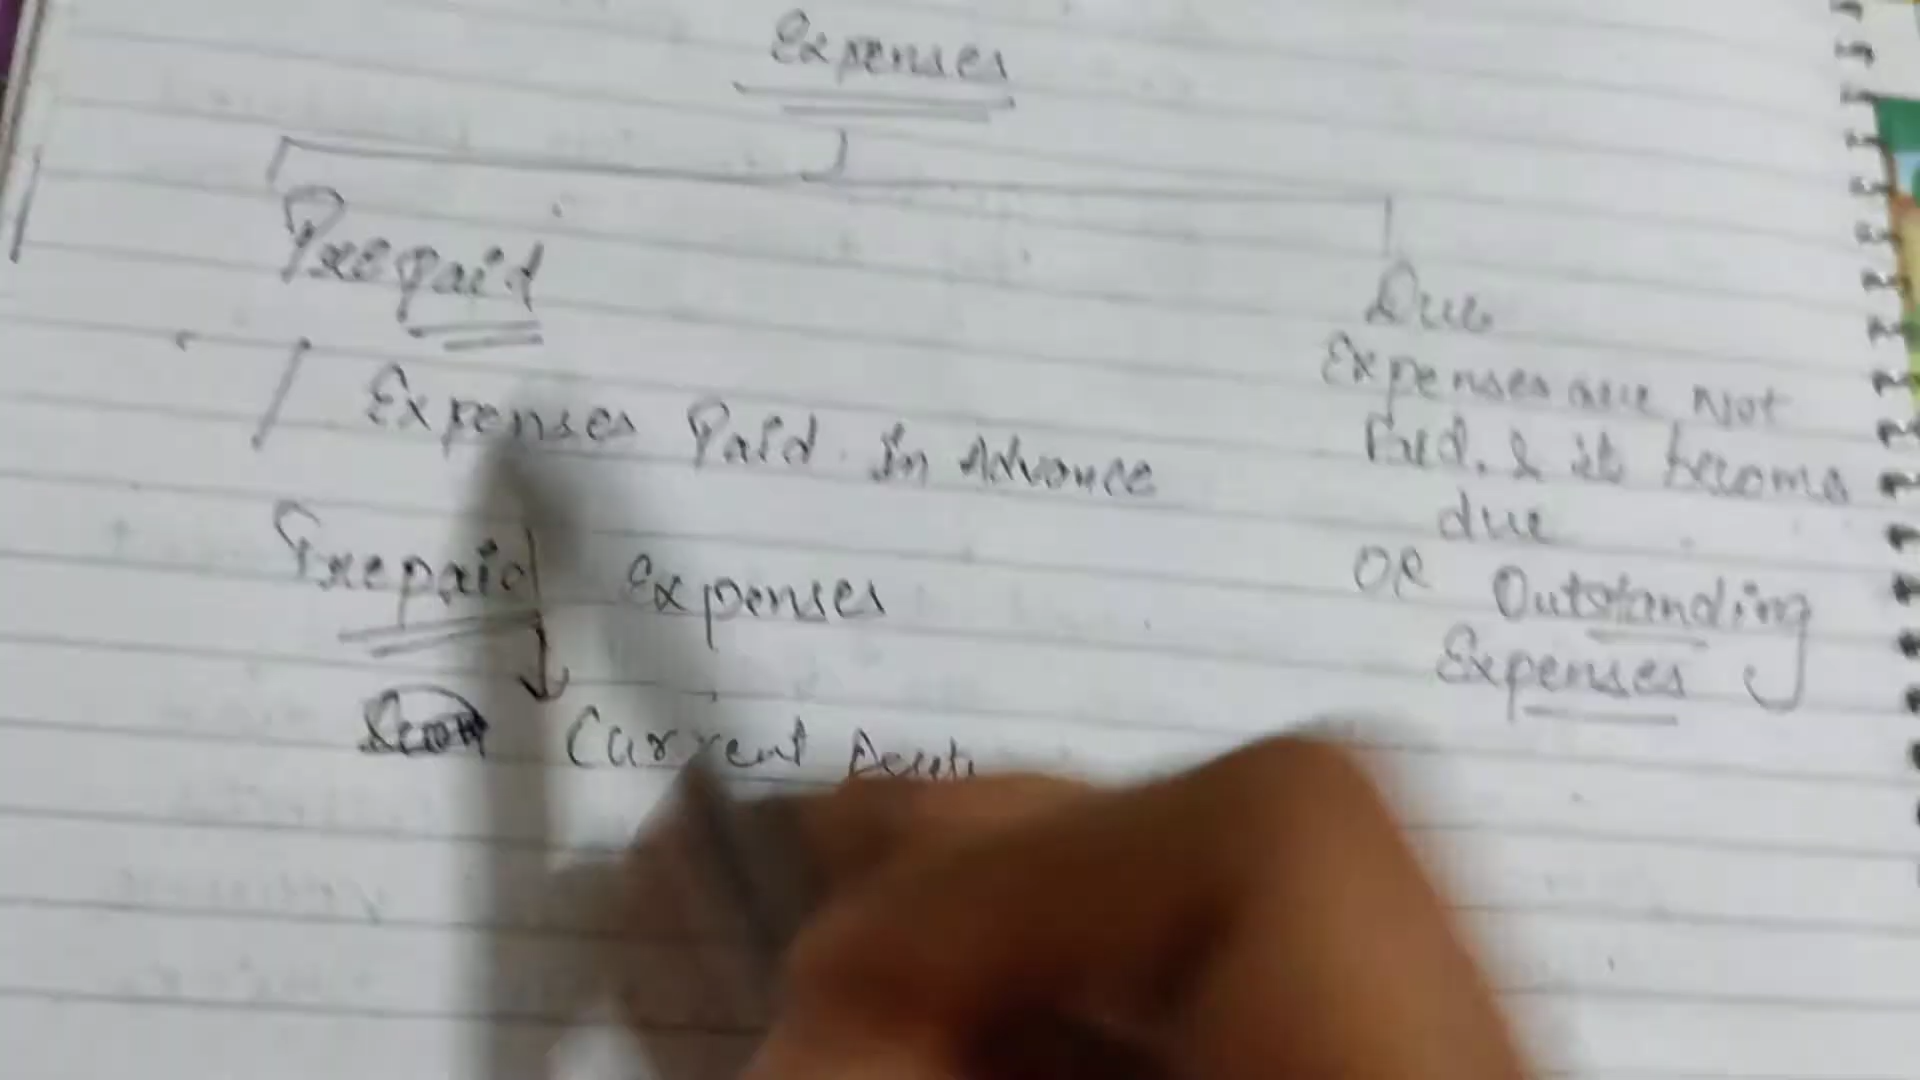 Expenses
Prepaid
Expenses Paid in Advance
Prepaid Expenses
Current
Due
Expenses are Not
Paid. & it become
due
OR Outstanding
Expenses